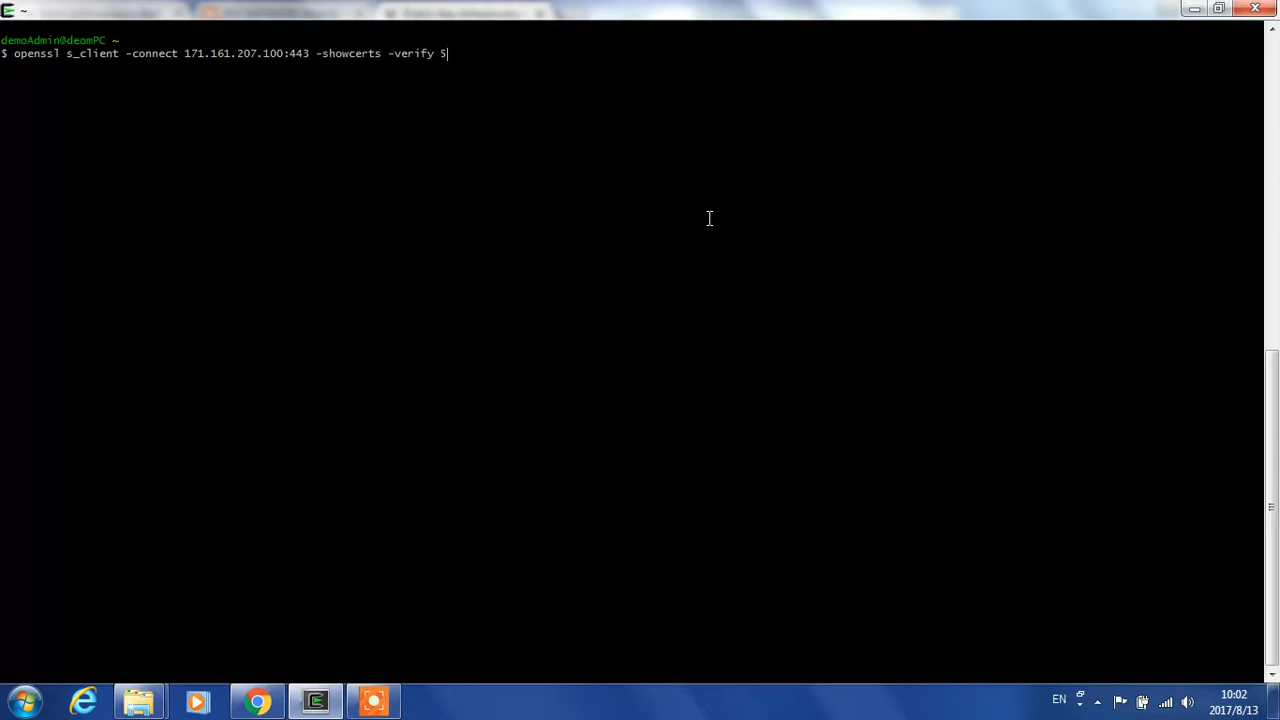 ~
demoAdmin@deomPC ~
$ openssl s_client -connect 171.161.207.100:443 -showcerts -verify 5
EN
10:02
2017/8/13